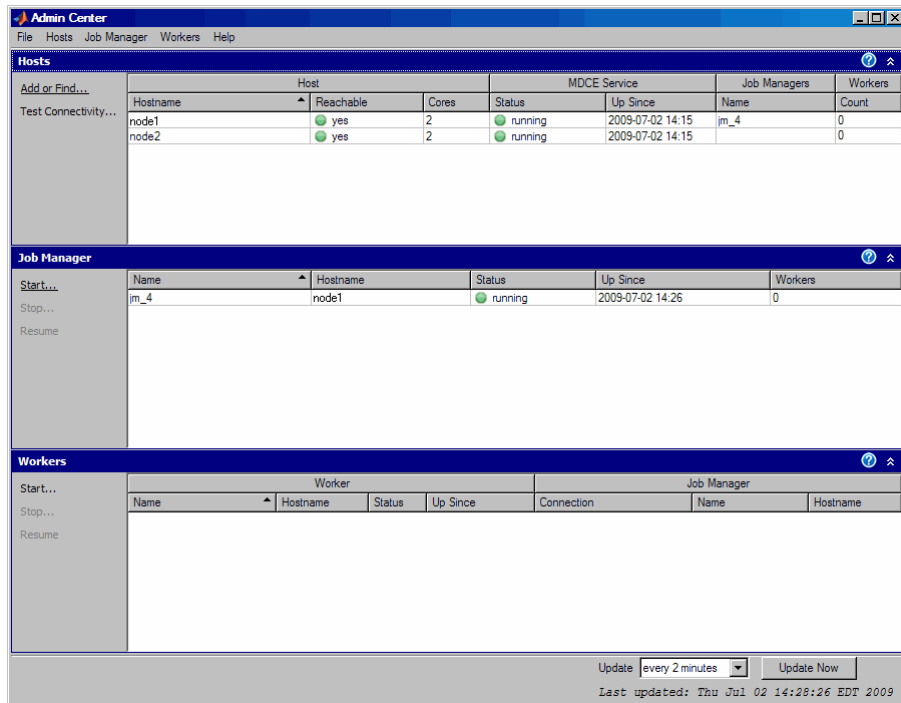 Admin Center
File Hosts Job Manager Workers Help
Hosts
Add or Find...
Test Connectivity...
Host MDCE Service Job Managers Workers
Hostname Reachable Cores Status Up Since Name Count
node1 yes 2 running 2009-07-02 14:15 jm_4 0
node2 yes 2 running 2009-07-02 14:15 0
Job Manager
Start...
Stop...
Resume
Name Hostname Status Up Since Workers
jm_4 node1 running 2009-07-02 14:26 0
Workers
Start...
Stop...
Resume
Worker Job Manager
Name Hostname Status Up Since Connection Name Hostname
Update every 2 minutes Update Now
Last updated: Thu Jul 02 14:28:26 EDT 2009